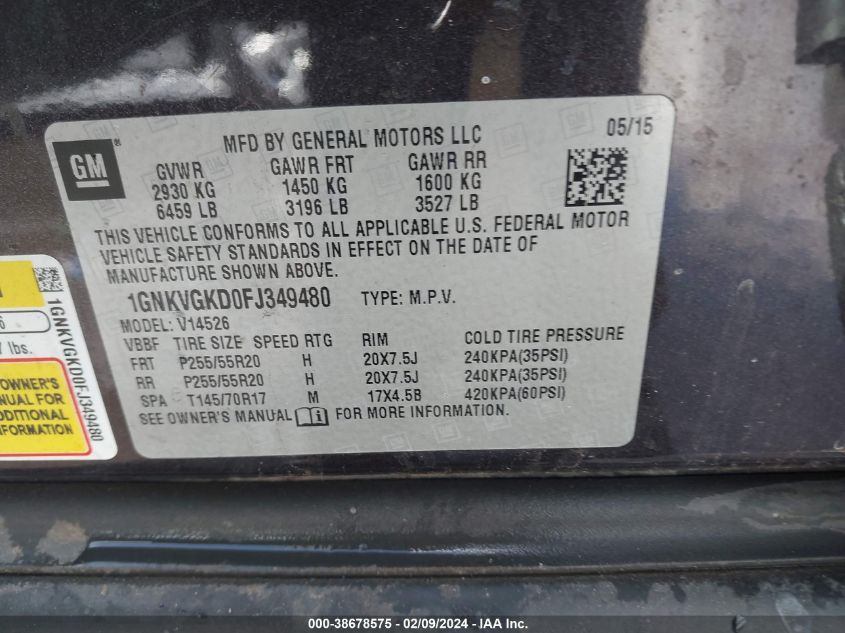 GM
MFD BY GENERAL MOTORS LLC 05/15
GVWR GAWR FRT GAWR RR
2930 KG 1450 KG 1600 KG
6459 LB 3196 LB 3527 LB
THIS VEHICLE CONFORMS TO ALL APPLICABLE U.S. FEDERAL MOTOR
VEHICLE SAFETY STANDARDS IN EFFECT ON THE DATE OF
MANUFACTURE SHOWN ABOVE.
1GNKVGKD0FJ349480 TYPE: M.P.V.
MODEL: V14526
VBBF TIRE SIZE SPEED RTG RIM COLD TIRE PRESSURE
FRT P255/55R20 H 20X7.5J 240KPA(35PSI)
RR P255/55R20 H 20X7.5J 240KPA(35PSI)
SPA T145/70R17 M 17X4.5B 420KPA(60PSI)
SEE OWNER'S MANUAL FOR MORE INFORMATION.
lbs.
OWNER'S
1GNKVGKD0FJ349480
000-38678575 - 02/09/2024 - IAA Inc.